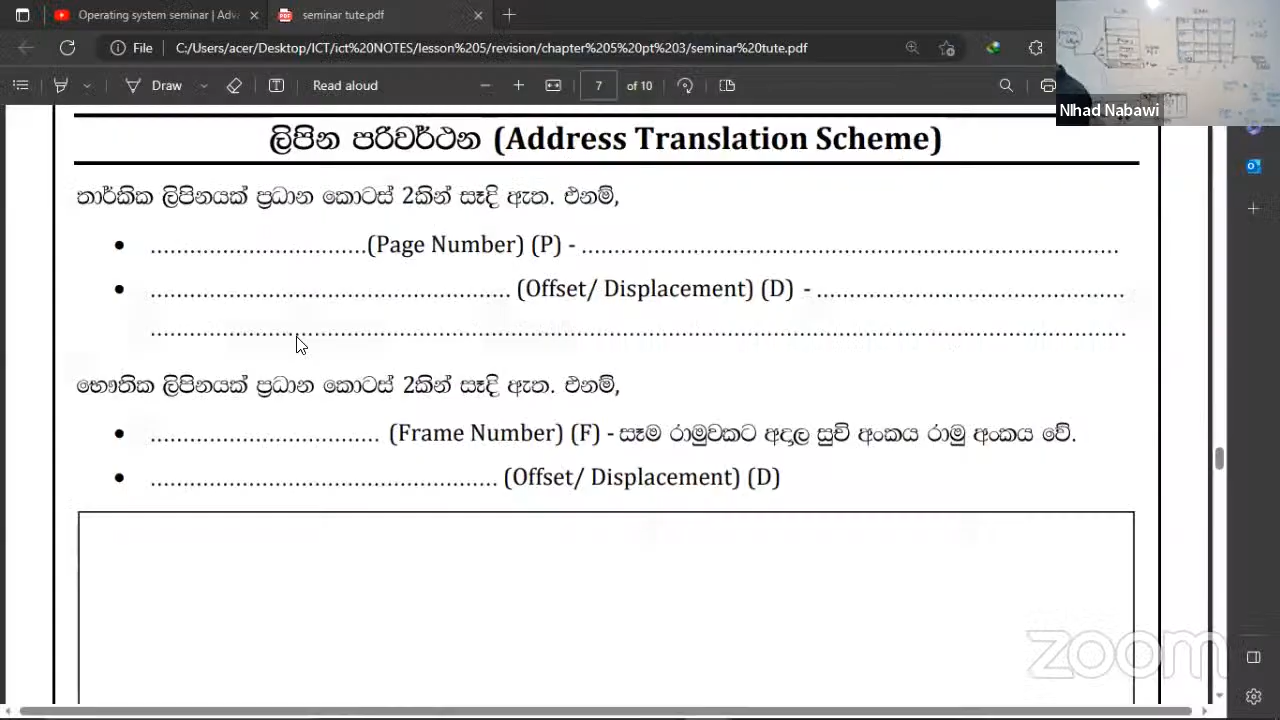 Operating system seminar | Adva
seminar tute.pdf
File
C:/Users/acer/Desktop/ICT/ict%20NOTES/lesson%205/revision/chapter%205%20pt%203/seminar%20tute.pdf
Draw
Read aloud
7 of 10
NIhad Nabawi
ලිපින පරිවර්ථන (Address Translation Scheme)
තාර්කික ලිපිනයක් ප්‍රධාන කොටස් 2කින් සෑදි ඇත. එනම්,
• ................................(Page Number) (P) - ................................................................................
• ...................................................... (Offset/ Displacement) (D) - ..............................................
..................................................................................................................................................
භෞතික ලිපිනයක් ප්‍රධාන කොටස් 2කින් සෑදි ඇත. එනම්,
• .................................. (Frame Number) (F) - සෑම රාමුවකට අදාල සුචි අංකය රාමු අංකය වේ.
• .................................................... (Offset/ Displacement) (D)
zoom